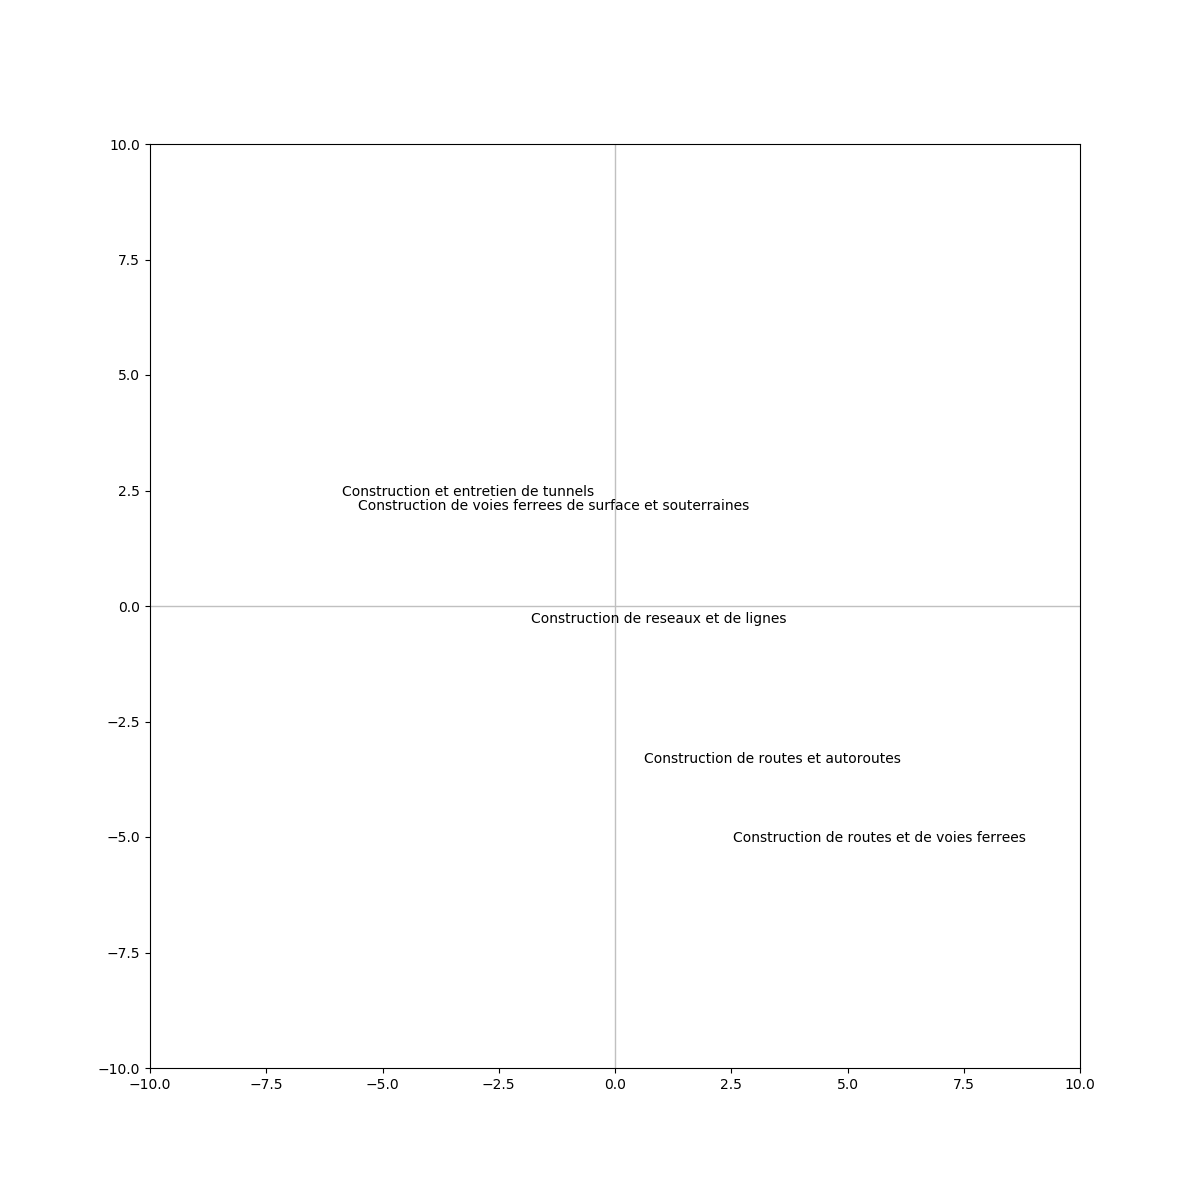 10.0
7.5
5.0
Construction et entretien de tunnels
2.5
Construction de voies ferrees de surface et souterraines
0.0
Construction de reseaux et de lignes
−2.5
Construction de routes et autoroutes
−5.0
Construction de routes et de voies ferrees
−7.5
−10.0
−10.0 −7.5 −5.0 −2.5 0.0 2.5 5.0 7.5 10.0